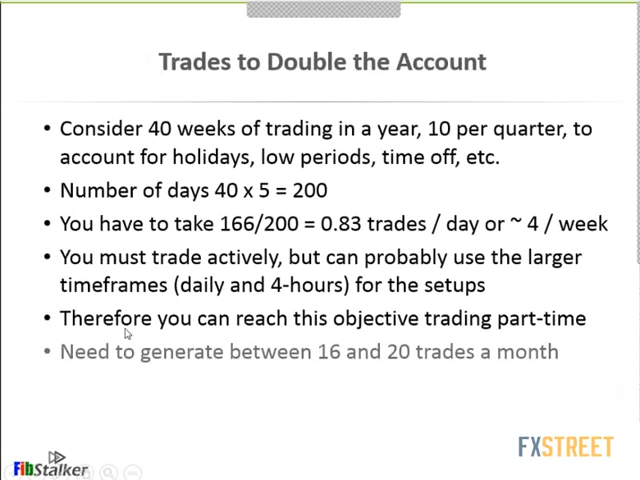 Trades to Double the Account
• Consider 40 weeks of trading in a year, 10 per quarter, to
account for holidays, low periods, time off, etc.
• Number of days 40 x 5 = 200
• You have to take 166/200 = 0.83 trades / day or ~ 4 / week
• You must trade actively, but can probably use the larger
timeframes (daily and 4-hours) for the setups
• Therefore you can reach this objective trading part-time
• Need to generate between 16 and 20 trades a month
FXSTREET
FibStalker